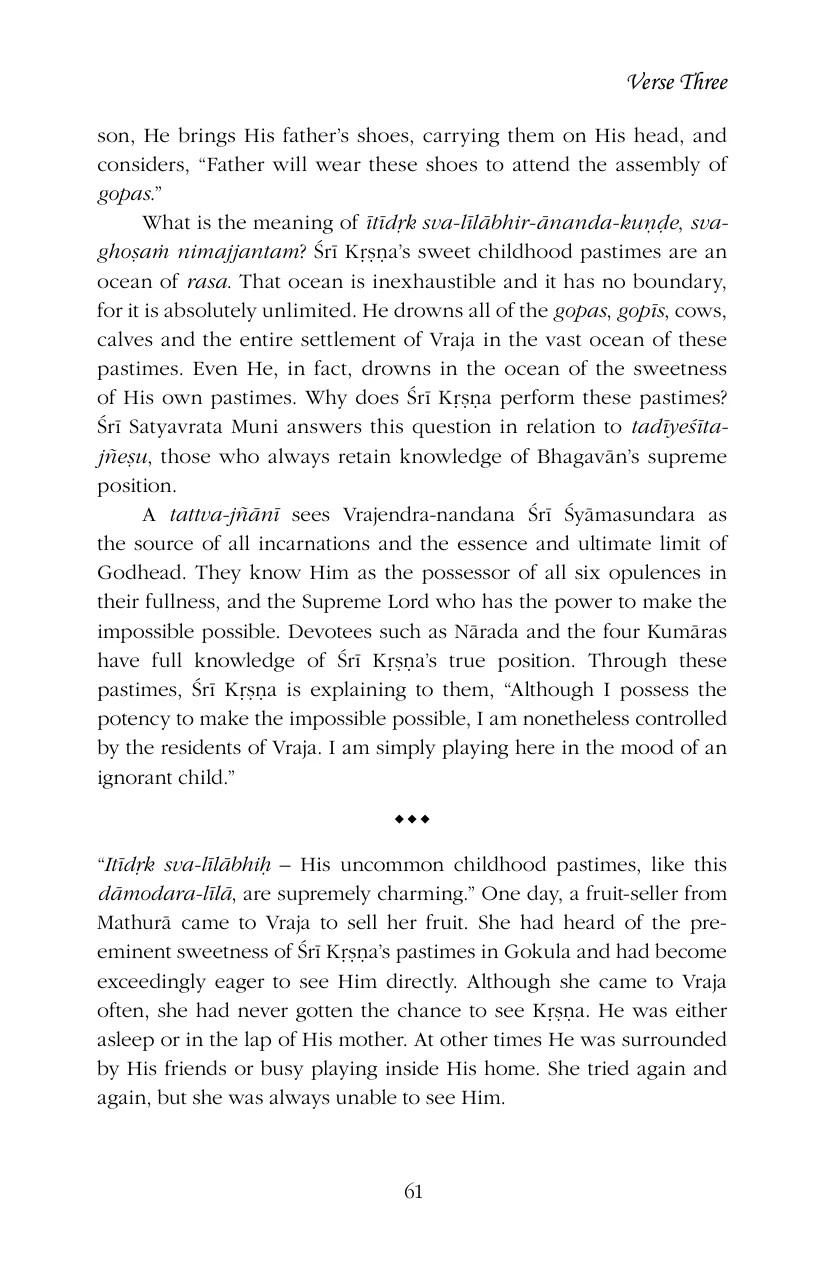 Verse Three
son, He brings His father’s shoes, carrying them on His head, and
considers, “Father will wear these shoes to attend the assembly of
gopas.”
What is the meaning of ītīdṛk sva-līlābhir-ānanda-kuṇḍe, sva-
ghoṣaṁ nimajjantam? Śrī Kṛṣṇa’s sweet childhood pastimes are an
ocean of rasa. That ocean is inexhaustible and it has no boundary,
for it is absolutely unlimited. He drowns all of the gopas, gopīs, cows,
calves and the entire settlement of Vraja in the vast ocean of these
pastimes. Even He, in fact, drowns in the ocean of the sweetness
of His own pastimes. Why does Śrī Kṛṣṇa perform these pastimes?
Śrī Satyavrata Muni answers this question in relation to tadīyeśīta-
jñeṣu, those who always retain knowledge of Bhagavān’s supreme
position.
A tattva-jñānī sees Vrajendra-nandana Śrī Śyāmasundara as
the source of all incarnations and the essence and ultimate limit of
Godhead. They know Him as the possessor of all six opulences in
their fullness, and the Supreme Lord who has the power to make the
impossible possible. Devotees such as Nārada and the four Kumāras
have full knowledge of Śrī Kṛṣṇa’s true position. Through these
pastimes, Śrī Kṛṣṇa is explaining to them, “Although I possess the
potency to make the impossible possible, I am nonetheless controlled
by the residents of Vraja. I am simply playing here in the mood of an
ignorant child.”
“Itīdṛk sva-līlābhiḥ – His uncommon childhood pastimes, like this
dāmodara-līlā, are supremely charming.” One day, a fruit-seller from
Mathurā came to Vraja to sell her fruit. She had heard of the pre-
eminent sweetness of Śrī Kṛṣṇa’s pastimes in Gokula and had become
exceedingly eager to see Him directly. Although she came to Vraja
often, she had never gotten the chance to see Kṛṣṇa. He was either
asleep or in the lap of His mother. At other times He was surrounded
by His friends or busy playing inside His home. She tried again and
again, but she was always unable to see Him.
61